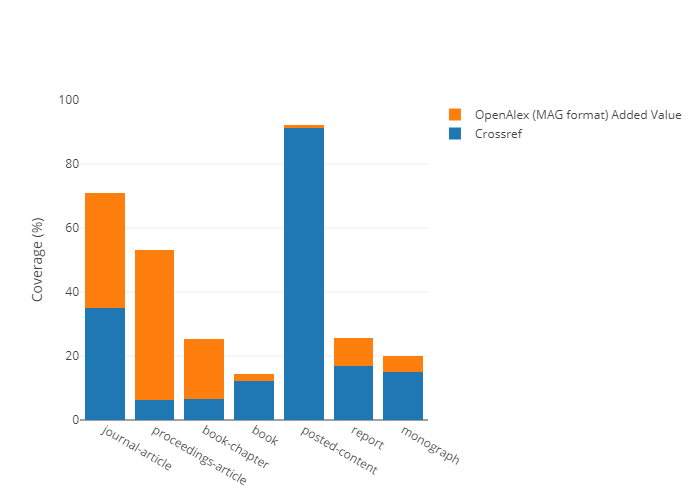 100
80
60
40
20
0
Coverage (%)
journal-article
proceedings-article
book-chapter
book
posted-content
report
monograph
OpenAlex (MAG format) Added Value
Crossref